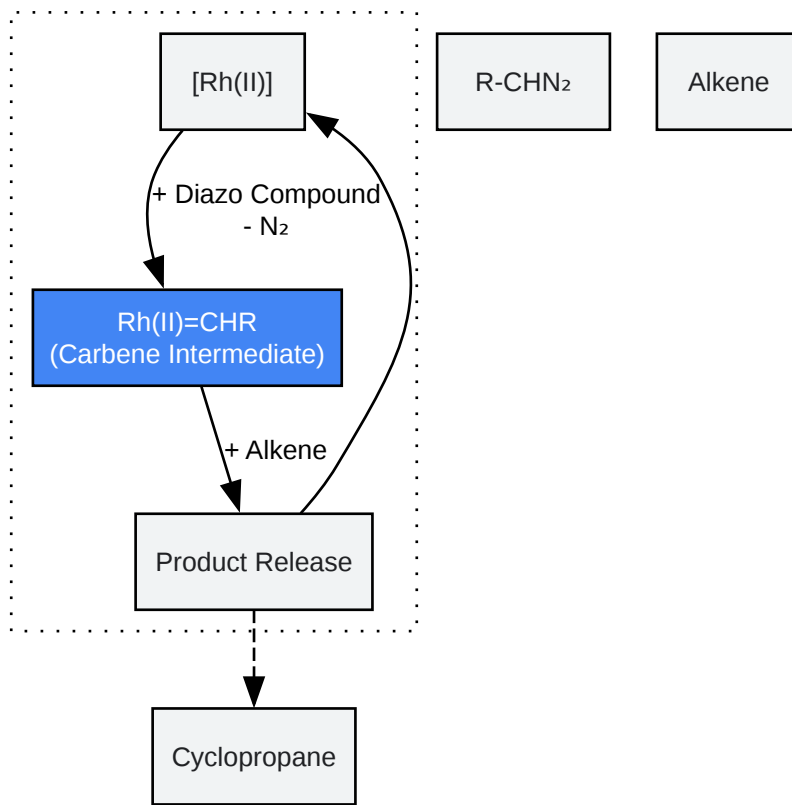 [Rh(II)]
R-CHN₂
Alkene
+ Diazo Compound
- N₂
Rh(II)=CHR
(Carbene Intermediate)
+ Alkene
Product Release
Cyclopropane